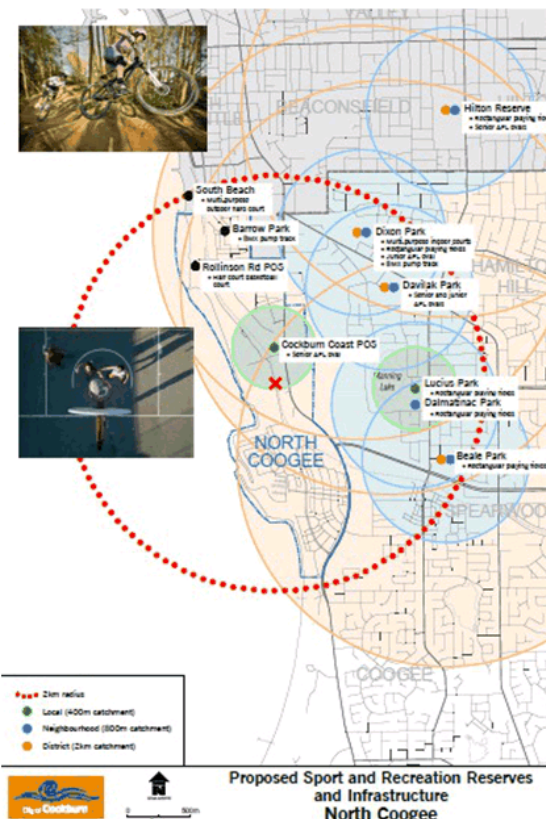 VALLEY
BEACONSFIELD
Hilton Reserve
• Rectangular playing fields
• Senior AFL ovals
South Beach
• Multi-purpose
outdoor hard court
Barrow Park
• Bmx pump track
Dixon Park
• Multi-purpose indoor courts
• Rectangular playing fields
• Junior AFL oval
• Bmx pump track
Rollinson Rd POS
• Half court basketball
court
HAMILTON
HILL
Davilak Park
• Senior and junior
AFL ovals
Cockburn Coast POS
• Senior AFL oval
Lake
Lucius Park
• Rectangular playing fields
Dalmatinac Park
• Rectangular playing fields
NORTH
COOGEE
Beale Park
• Rectangular playing fields
SPEARWOOD
COOGEE
2km radius
Local (400m catchment)
Neighbourhood (800m catchment)
District (2km catchment)
City of Cockburn
0 500m
Proposed Sport and Recreation Reserves
and Infrastructure
North Coogee